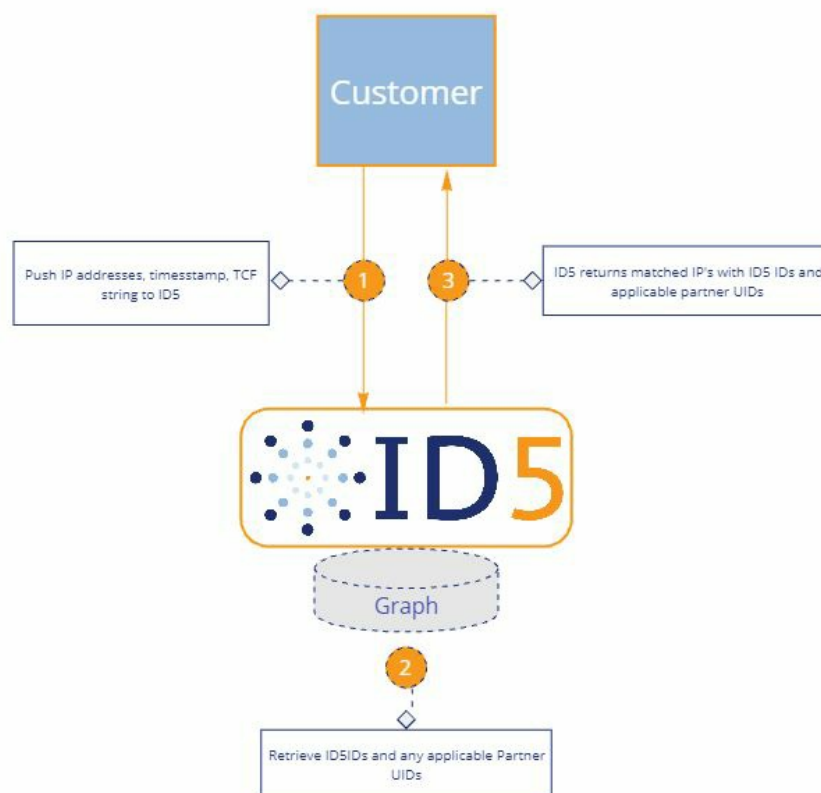 Customer
Push IP addresses, timesstamp, TCF
string to ID5
1
3
ID5 returns matched IP's with ID5 IDs and
applicable partner UIDs
ID5
Graph
2
Retrieve ID5IDs and any applicable Partner
UIDs